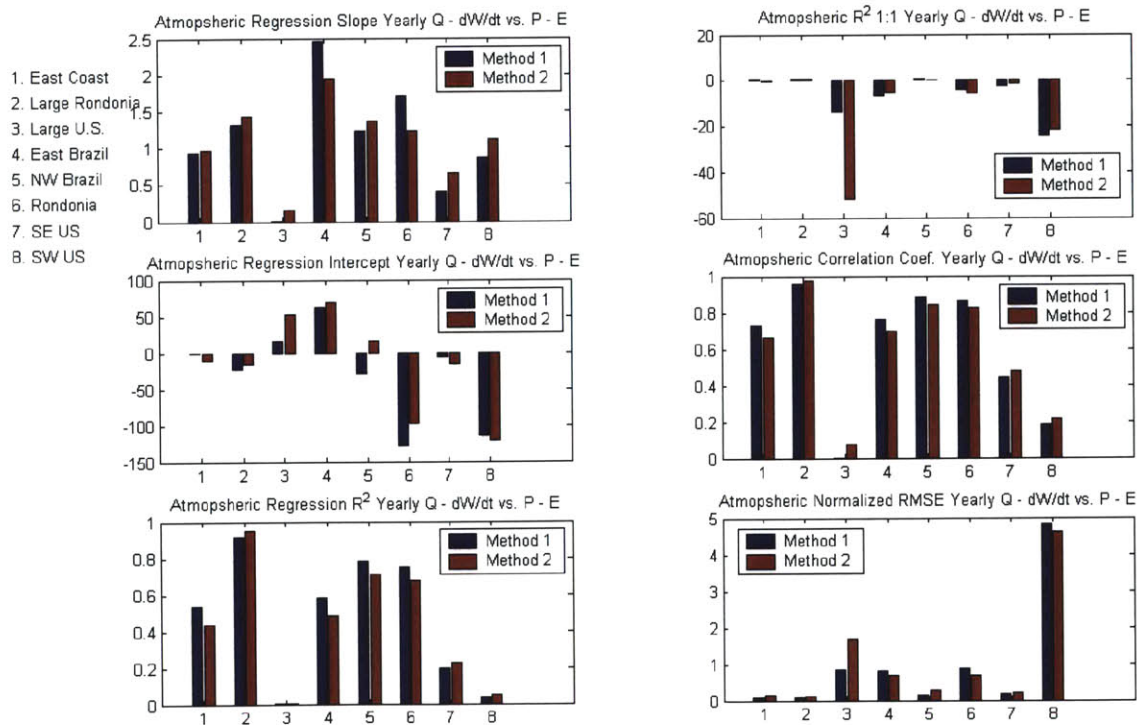 1. East Coast
2. Large Rondonia
3. Large U.S.
4. East Brazil
5. NW Brazil
6. Rondonia
7. SE US
8. SW US
Atmopsheric Regression Slope Yearly Q - dW/dt vs. P - E
2.5
2
1.5
1
0.5
0
Method 1
Method 2
1 2 3 4 5 6 7 8
Atmopsheric R² 1:1 Yearly Q - dW/dt vs. P - E
20
0
-20
-40
-60
Method 1
Method 2
1 2 3 4 5 6 7 8
Atmopsheric Regression Intercept Yearly Q - dW/dt vs. P - E
100
50
0
-50
-100
-150
Method 1
Method 2
1 2 3 4 5 6 7 8
Atmopsheric Correlation Coef. Yearly Q - dW/dt vs. P - E
1
0.8
0.6
0.4
0.2
0
Method 1
Method 2
1 2 3 4 5 6 7 8
Atmopsheric Regression R² Yearly Q - dW/dt vs. P - E
1
0.8
0.6
0.4
0.2
0
Method 1
Method 2
1 2 3 4 5 6 7 8
Atmopsheric Normalized RMSE Yearly Q - dW/dt vs. P - E
5
4
3
2
1
0
Method 1
Method 2
1 2 3 4 5 6 7 8